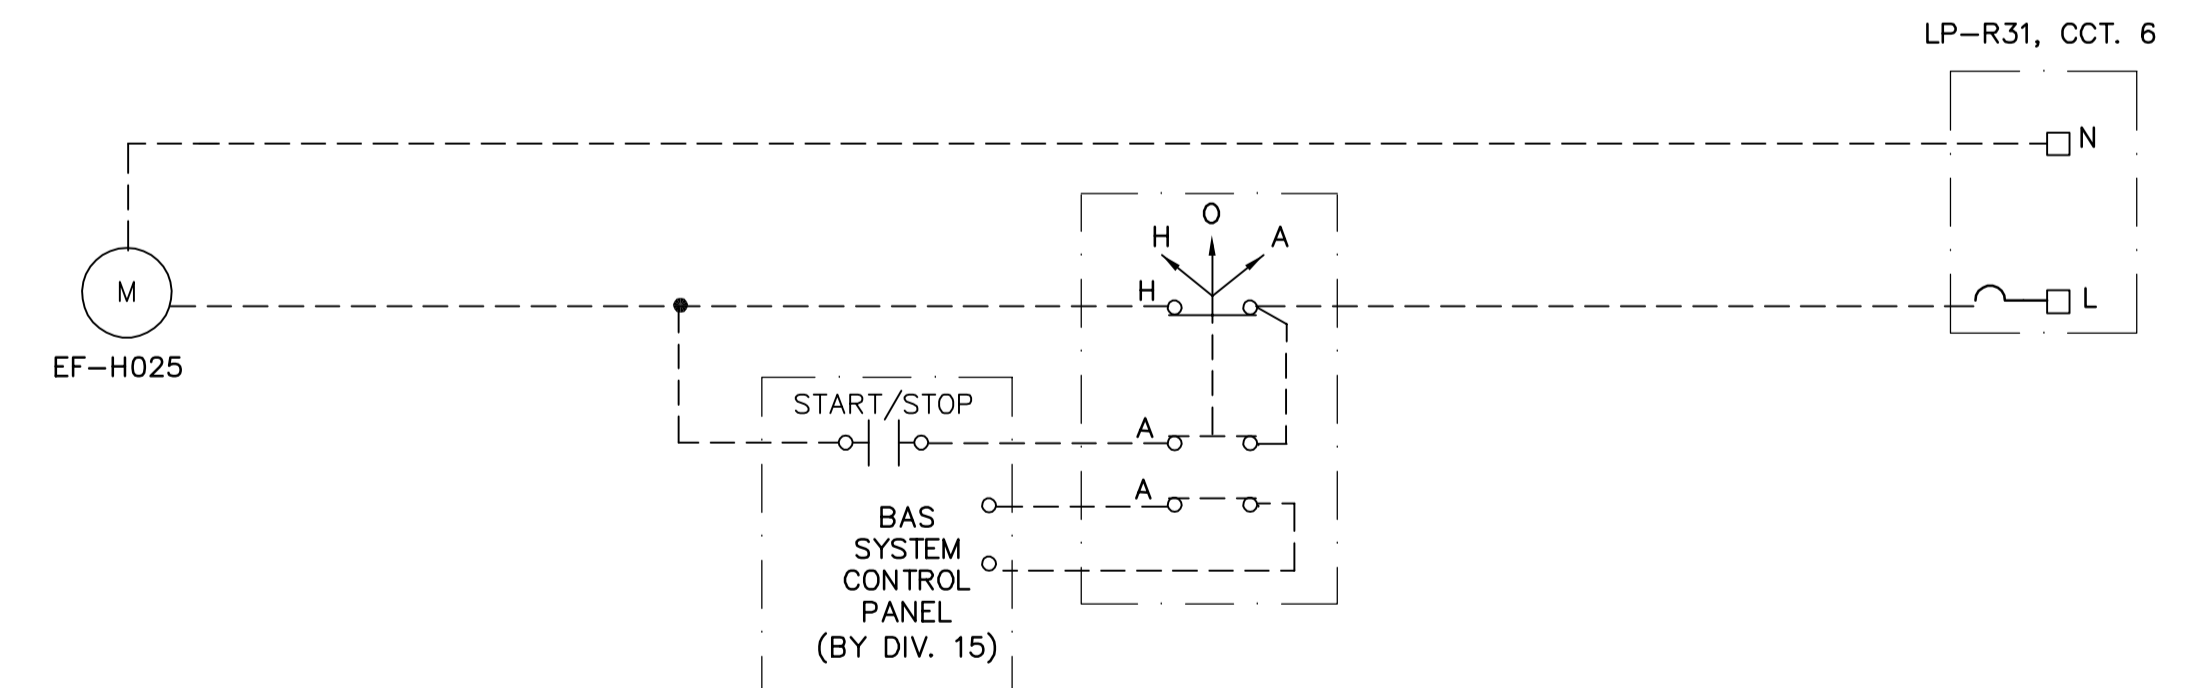 LP-R31, CCT. 6
N
O
H
A
H
M
L
EF-H025
START/STOP
A
A
BAS
SYSTEM
CONTROL
PANEL
(BY DIV. 15)